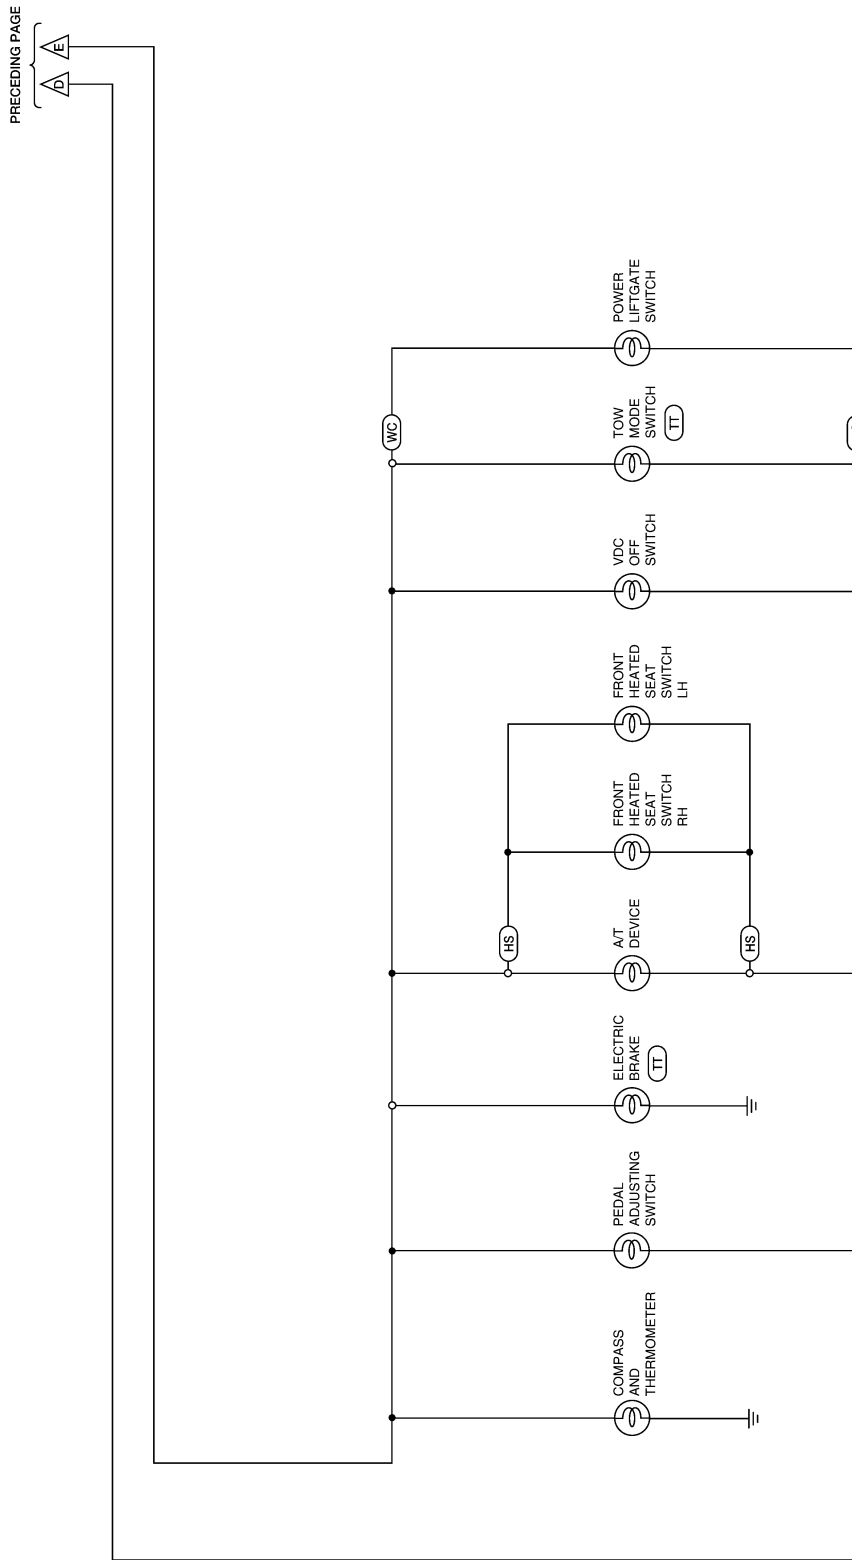 PRECEDING PAGE
E
D
POWER
LIFTGATE
SWITCH
WC
TOW
MODE
SWITCH
TT
VDC
OFF
SWITCH
FRONT
HEATED
SEAT
SWITCH
LH
FRONT
HEATED
SEAT
SWITCH
RH
HS
A/T
DEVICE
HS
ELECTRIC
BRAKE
TT
PEDAL
ADJUSTING
SWITCH
COMPASS
AND
THERMOMETER